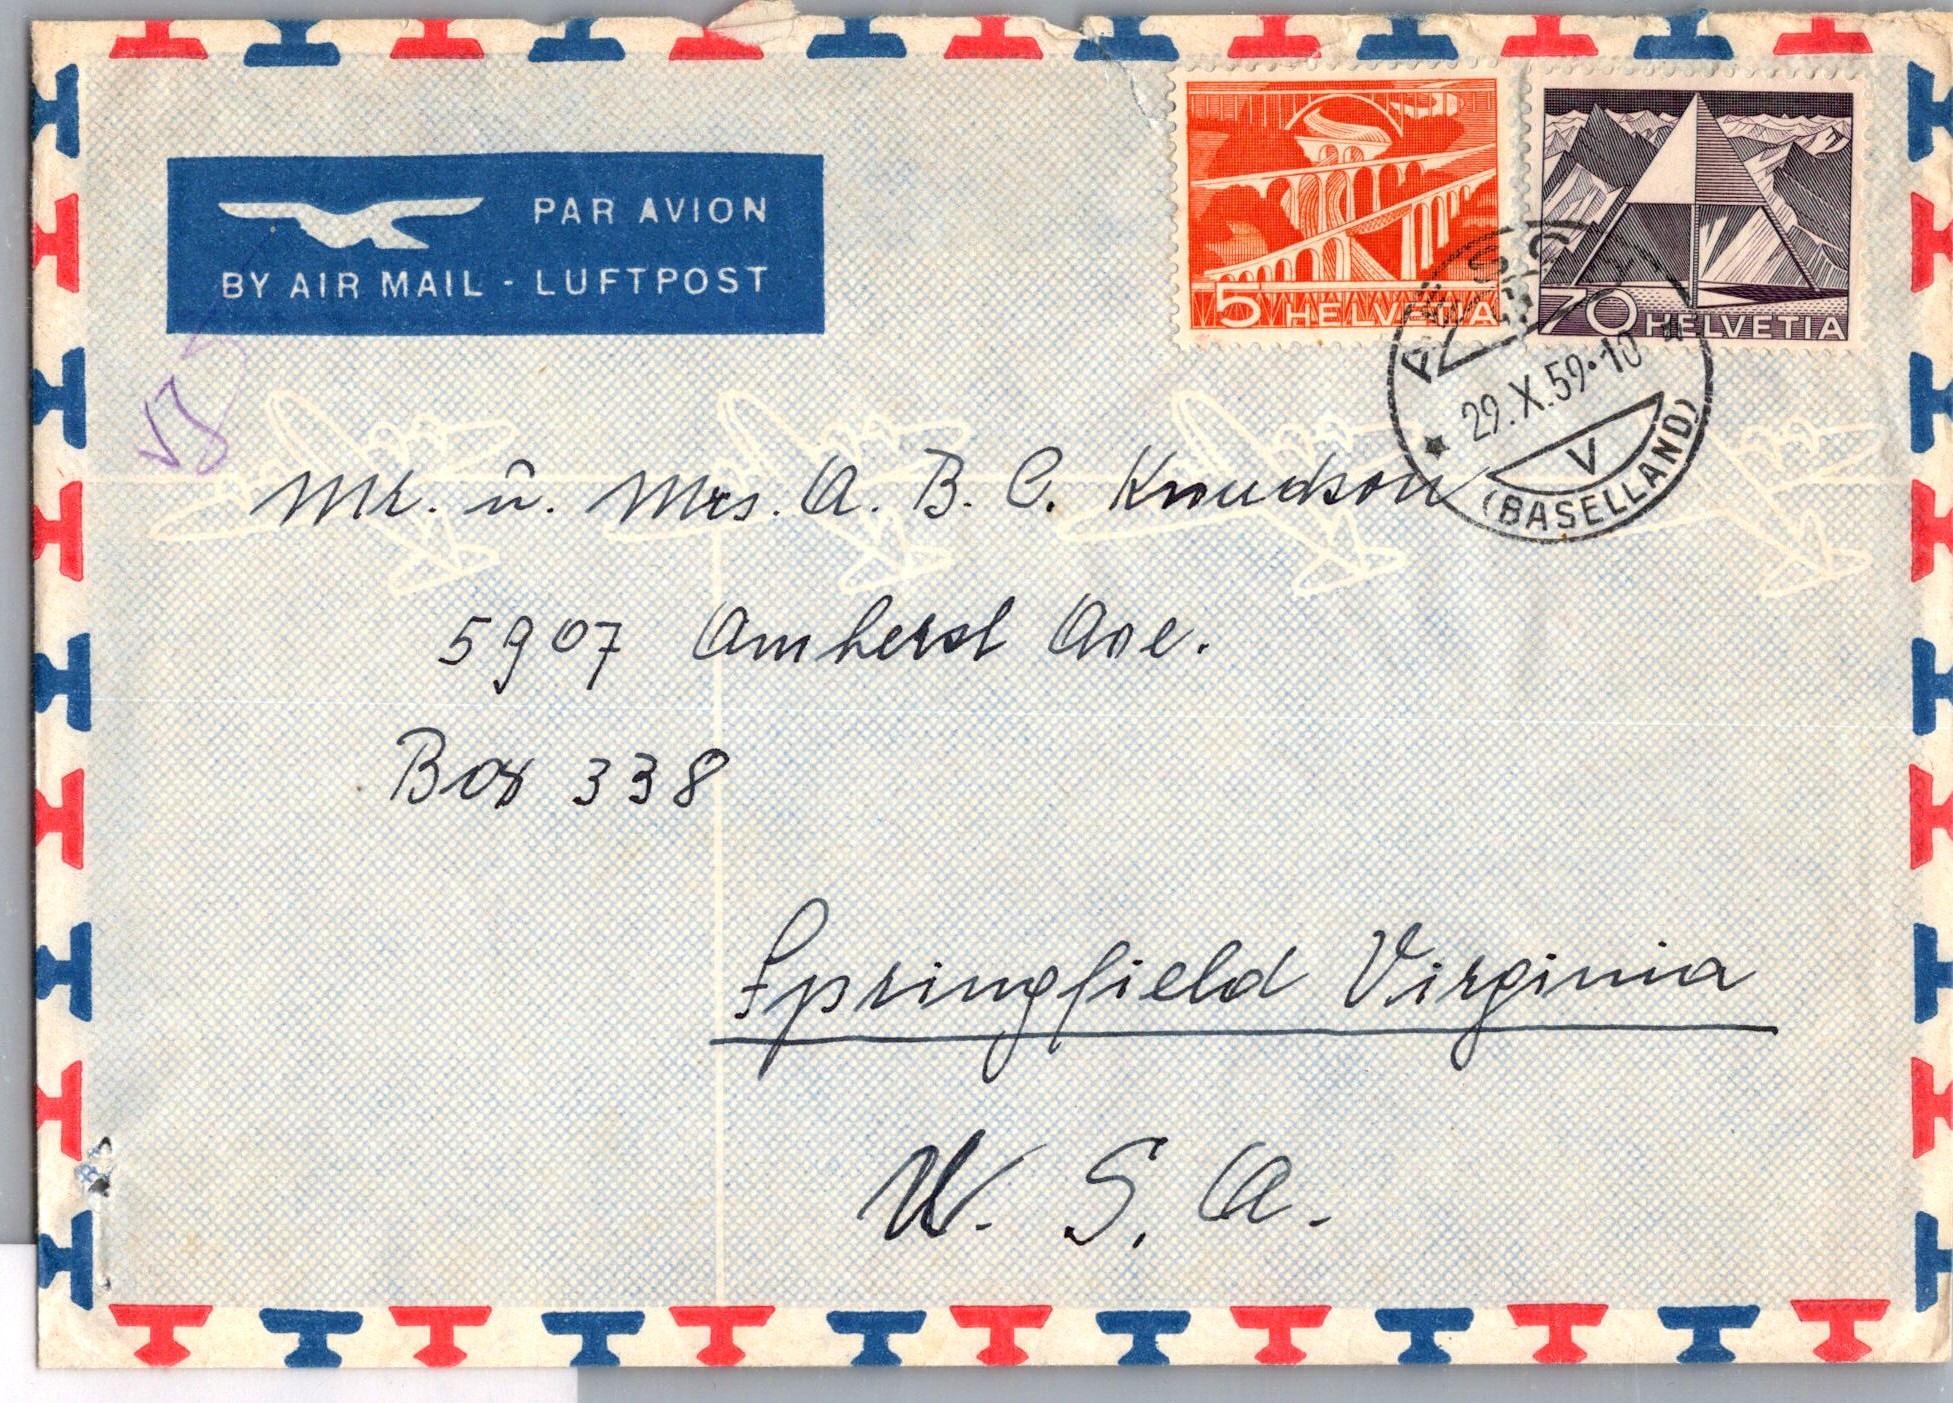 PAR AVION
BY AIR MAIL - LUFTPOST
5 HELVETIA
70 HELVETIA
29.X.59.10
V
(BASELLAND)
Mr. ŭ. Mrs. A. B. C. Knudson
5907 Amherst Ave.
Box 338
Springfield Virginia
U. S. A.